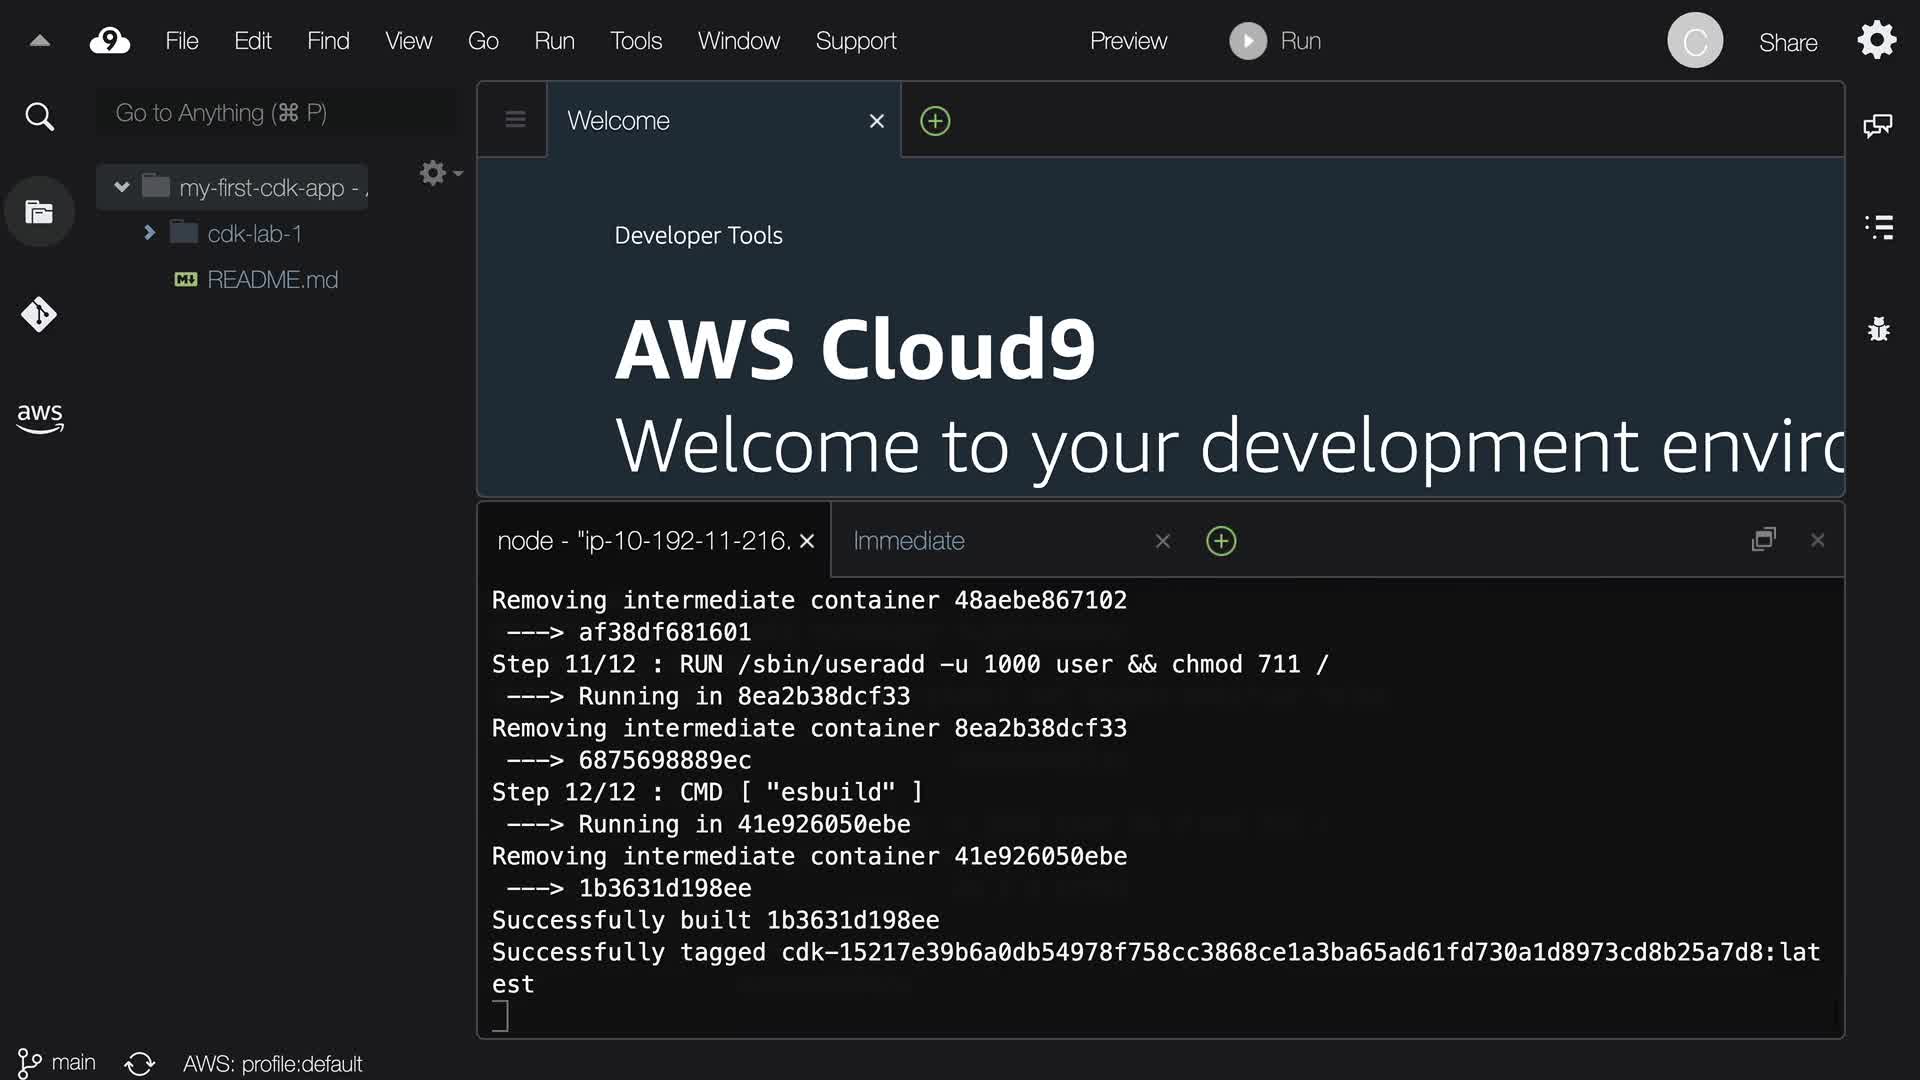 9 File Edit Find View Go Run Tools Window Support Preview Run C Share
Go to Anything (⌘ P)
Welcome
my-first-cdk-app -
cdk-lab-1
README.md
aws
Developer Tools
AWS Cloud9
Welcome to your development enviro
node - "ip-10-192-11-216. Immediate
Removing intermediate container 48aebe867102
---> af38df681601
Step 11/12 : RUN /sbin/useradd -u 1000 user && chmod 711 /
---> Running in 8ea2b38dcf33
Removing intermediate container 8ea2b38dcf33
---> 6875698889ec
Step 12/12 : CMD [ "esbuild" ]
---> Running in 41e926050ebe
Removing intermediate container 41e926050ebe
---> 1b3631d198ee
Successfully built 1b3631d198ee
Successfully tagged cdk-15217e39b6a0db54978f758cc3868ce1a3ba65ad61fd730a1d8973cd8b25a7d8:lat
est
main AWS: profile:default